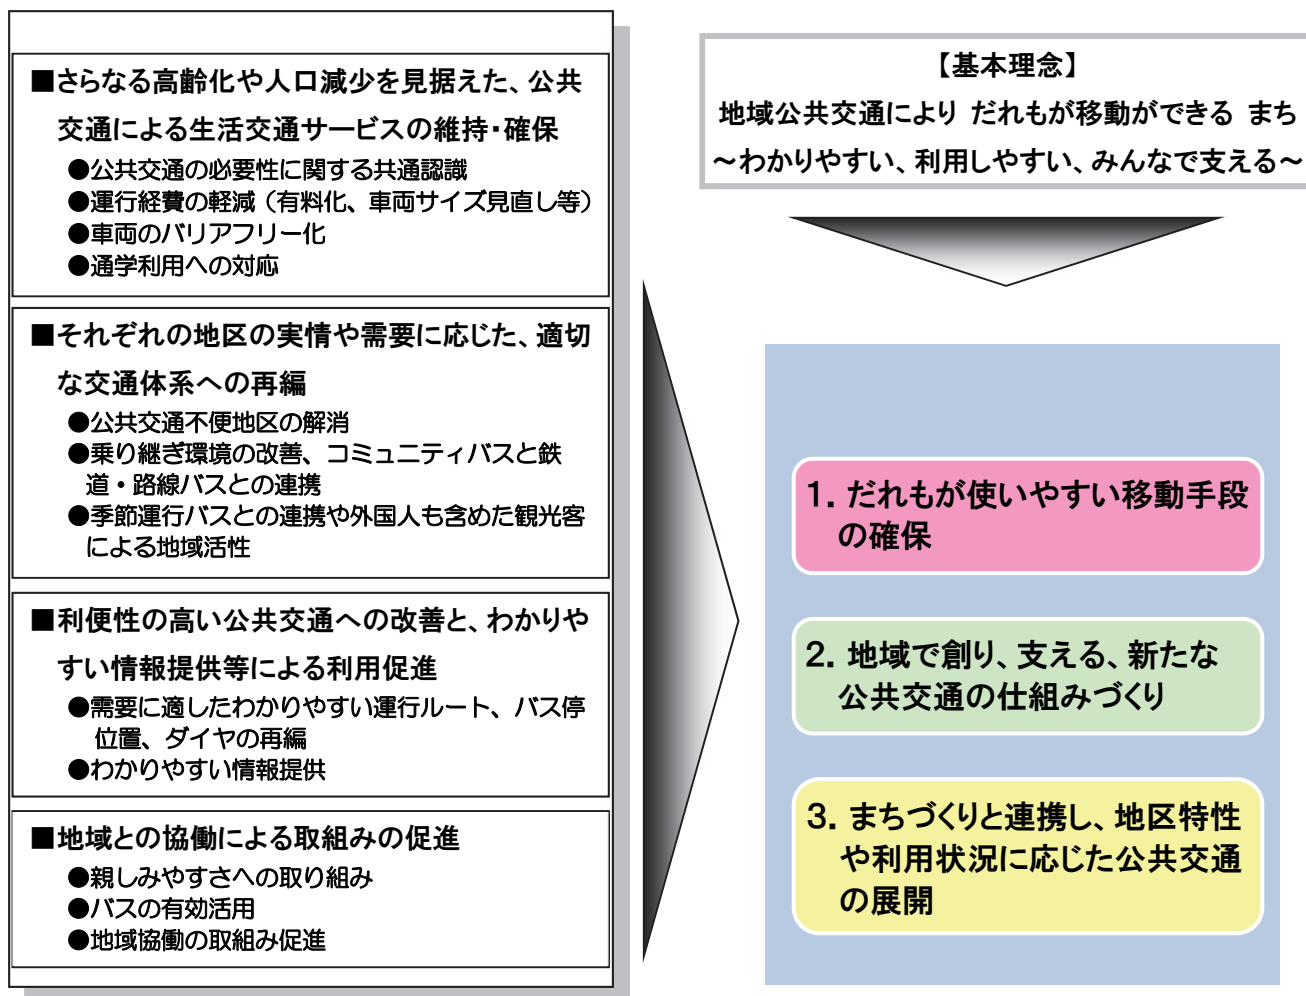 ■さらなる高齢化や人口減少を見据えた、公共
交通による生活交通サービスの維持・確保
●公共交通の必要性に関する共通認識
●運行経費の軽減（有料化、車両サイズ見直し等）
●車両のバリアフリー化
●通学利用への対応
■それぞれの地区の実情や需要に応じた、適切
な交通体系への再編
●公共交通不便地区の解消
●乗り継ぎ環境の改善、コミュニティバスと鉄
道・路線バスとの連携
●季節運行バスとの連携や外国人も含めた観光客
による地域活性
■利便性の高い公共交通への改善と、わかりや
すい情報提供等による利用促進
●需要に適したわかりやすい運行ルート、バス停
位置、ダイヤの再編
●わかりやすい情報提供
■地域との協働による取組みの促進
●親しみやすさへの取り組み
●バスの有効活用
●地域協働の取組み促進
【基本理念】
地域公共交通により だれもが移動ができる まち
～わかりやすい、利用しやすい、みんなで支える～
1．だれもが使いやすい移動手段
の確保
2．地域で創り、支える、新たな
公共交通の仕組みづくり
3．まちづくりと連携し、地区特性
や利用状況に応じた公共交通
の展開